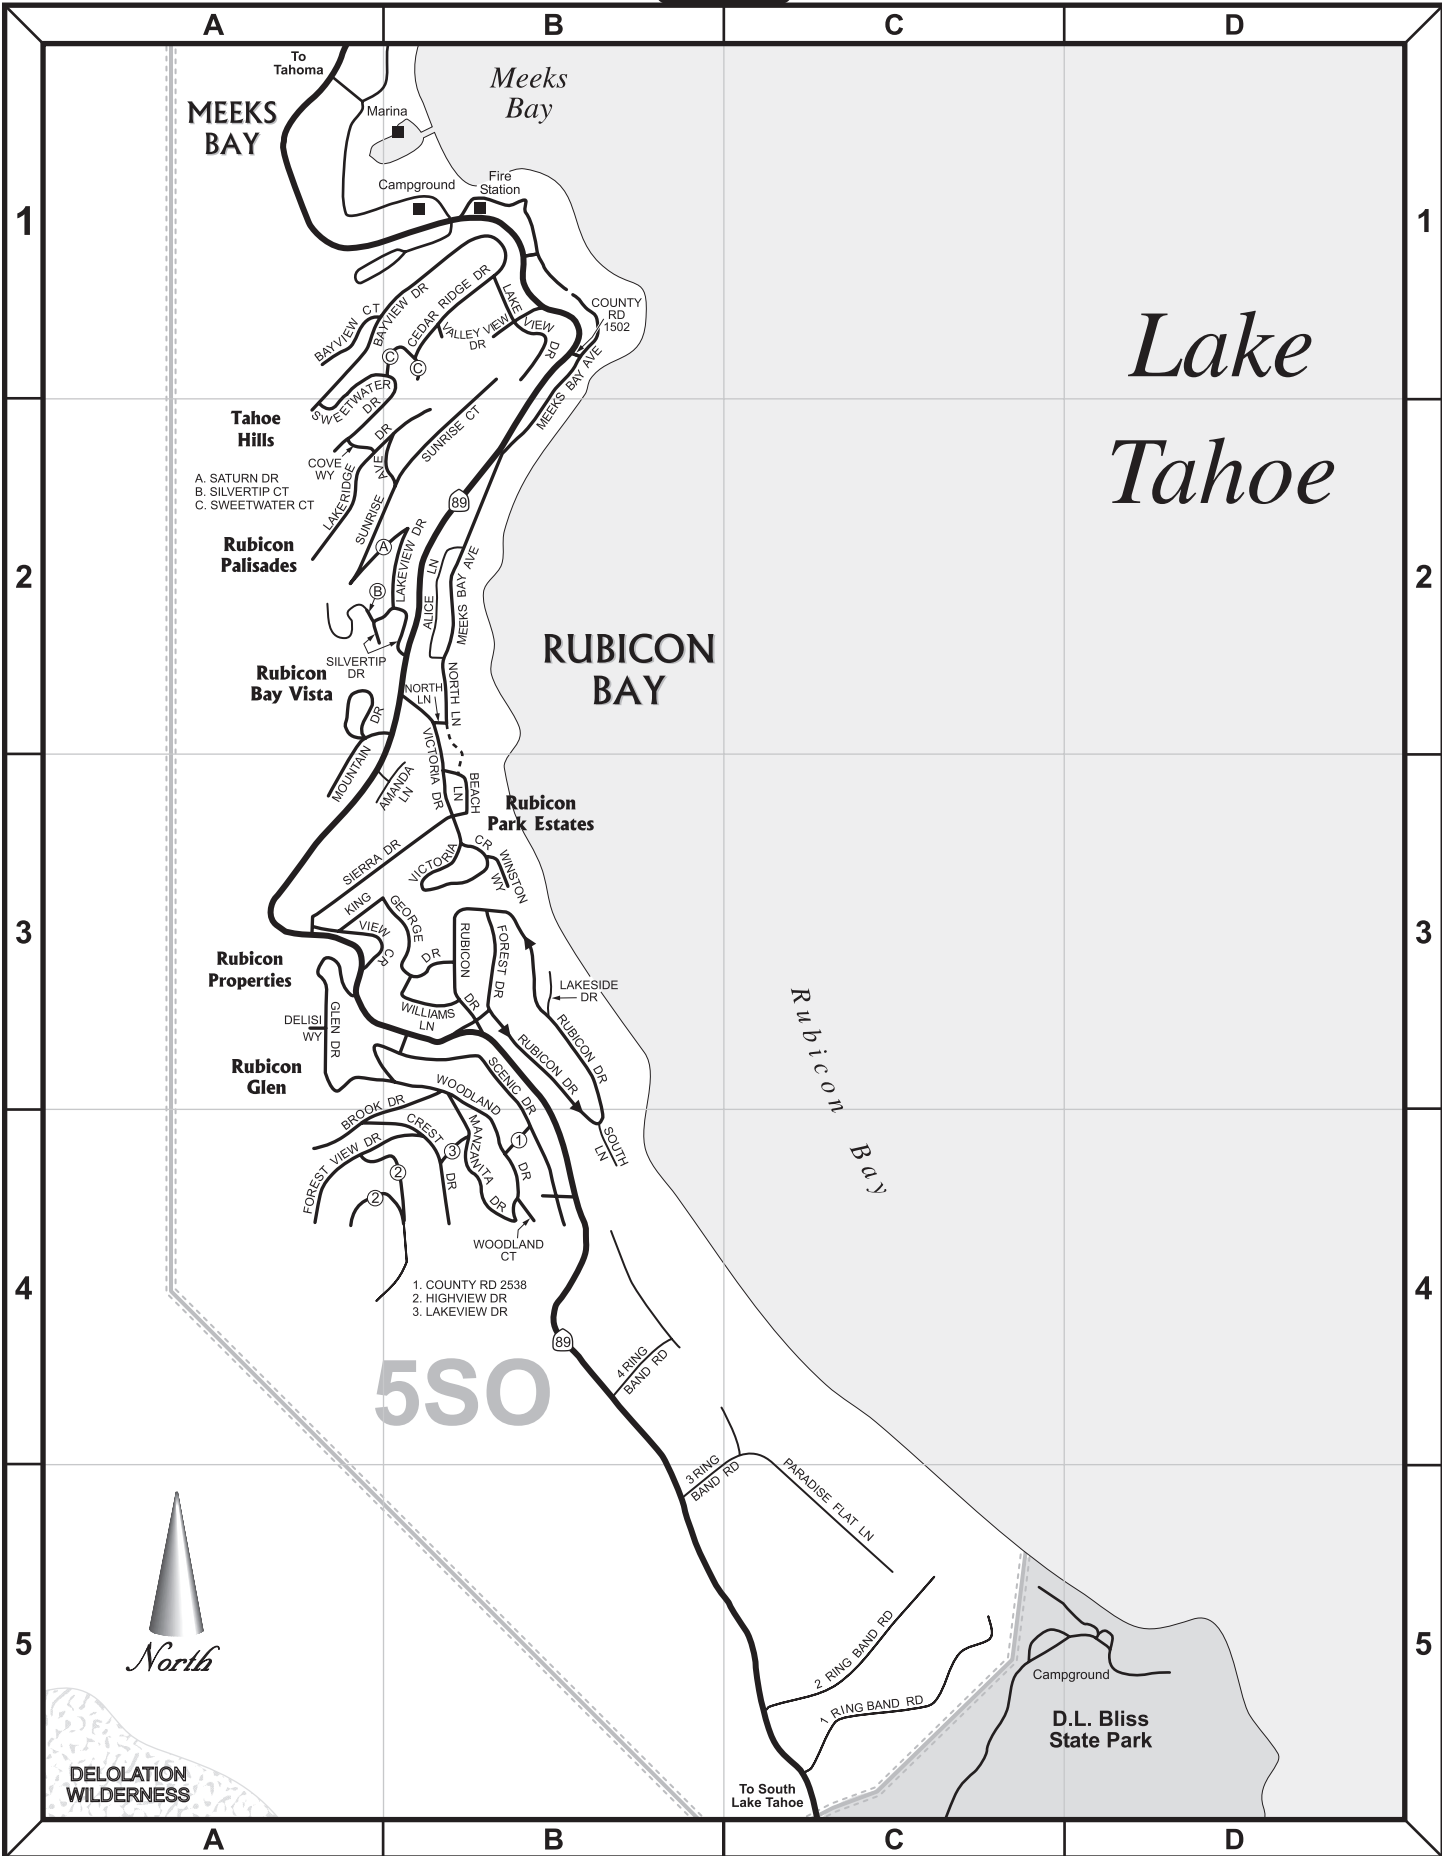 A
B
C
D
To
Tahoma
Meeks
Bay
MEEKS
BAY
Marina
Campground
Fire
Station
1
1
COUNTY
RD
1502
BAYVIEW CT
BAYVIEW DR
CEDAR RIDGE DR
LAKE
VIEW
DR
VALLEY VIEW
DR
C
C
MEEKS BAY AVE
Lake
Tahoe
SWEETWATER
DR
Tahoe
Hills
SUNRISE CT
COVE
WY
LAKERIDGE
DR
AVE
SUNRISE
A. SATURN DR
B. SILVERTIP CT
C. SWEETWATER CT
89
Rubicon
Palisades
A
LAKEVIEW DR
ALICE
LN
MEEKS BAY AVE
2
2
B
SILVERTIP
DR
RUBICON
BAY
Rubicon
Bay Vista
NORTH
LN
NORTH LN
DR
MOUNTAIN
AMANDA
LN
VICTORIA DR
BEACH
LN
Rubicon
Park Estates
SIERRA DR
VICTORIA
CR
WINSTON
WY
KING
GEORGE
DR
VIEW
CR
3
3
RUBICON
DR
FOREST DR
Rubicon
Properties
LAKESIDE
DR
WILLIAMS
LN
DELISI
WY
GLEN DR
RUBICON DR
RUBICON DR
Rubicon
Bay
Rubicon
Glen
SCENIC DR
WOODLAND
DR
BROOK DR
CREST
DR
MANZANITA
DR
SOUTH
LN
FOREST VIEW DR
1
3
2
2
WOODLAND
CT
1. COUNTY RD 2538
2. HIGHVIEW DR
3. LAKEVIEW DR
4
4
89
4 RING
BAND RD
5SO
3 RING
BAND RD
PARADISE FLAT LN
North
2 RING BAND RD
1 RING BAND RD
5
5
Campground
D.L. Bliss
State Park
DELOLATION
WILDERNESS
To South
Lake Tahoe
A
B
C
D